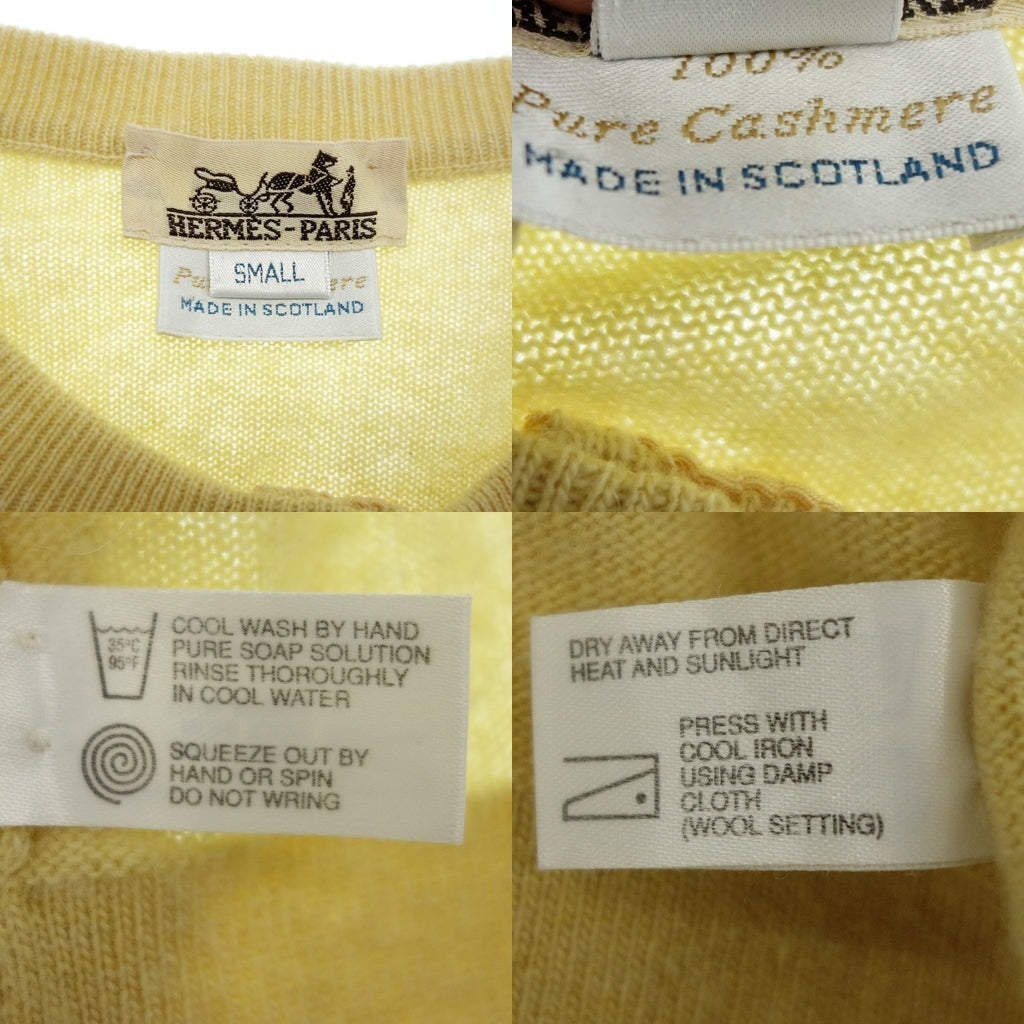 HERMÈS-PARIS
SMALL
MADE IN SCOTLAND
100%
Pure Cashmere
MADE IN SCOTLAND
35°C
95°F
COOL WASH BY HAND
PURE SOAP SOLUTION
RINSE THOROUGHLY
IN COOL WATER
SQUEEZE OUT BY
HAND OR SPIN
DO NOT WRING
DRY AWAY FROM DIRECT
HEAT AND SUNLIGHT
PRESS WITH
COOL IRON
USING DAMP
CLOTH
(WOOL SETTING)